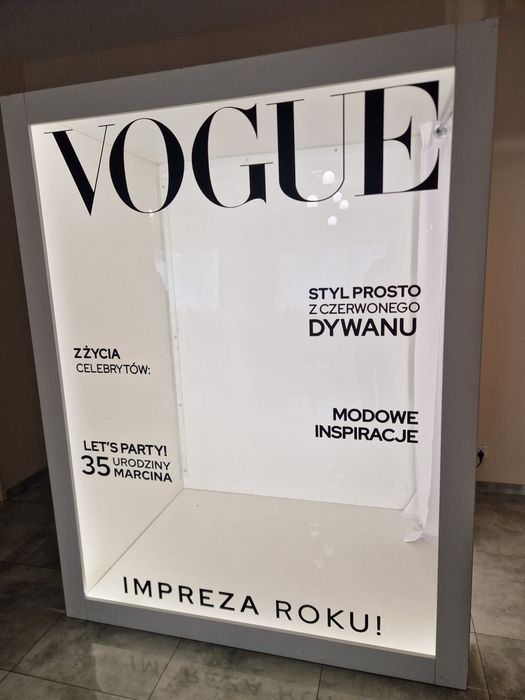 VOGUE
STYL PROSTO
Z CZERWONEGO
DYWANU
Z ŻYCIA
CELEBRYTÓW:
MODOWE
INSPIRACJE
LET'S PARTY!
35 URODZINY
MARCINA
IMPREZA ROKU!